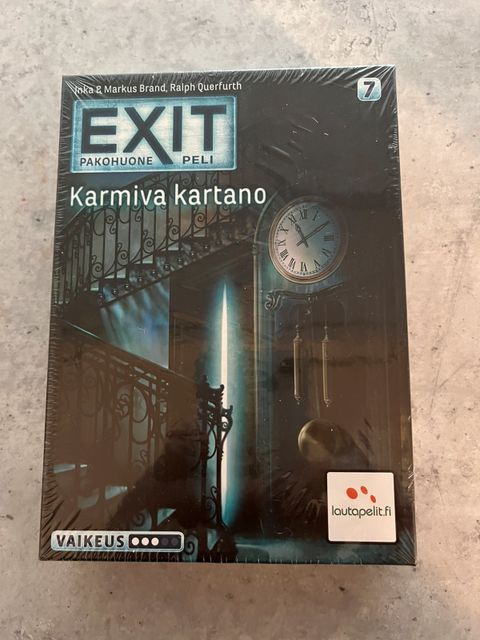 Inka & Markus Brand, Ralph Querfurth
7
EXIT
PAKOHUONE PELI
Karmiva kartano
lautapelit.fi
VAIKEUS